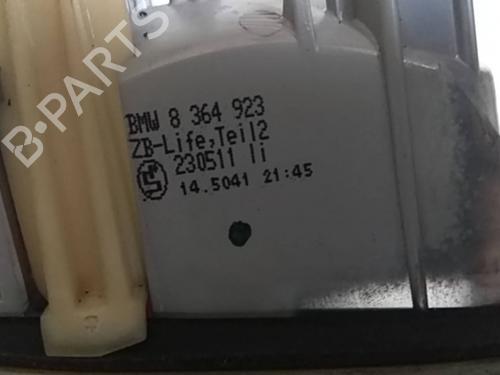 B-PARTS
BMW 8 364 923
ZB-Life,Teil2
230511 li
14.5041 21:45